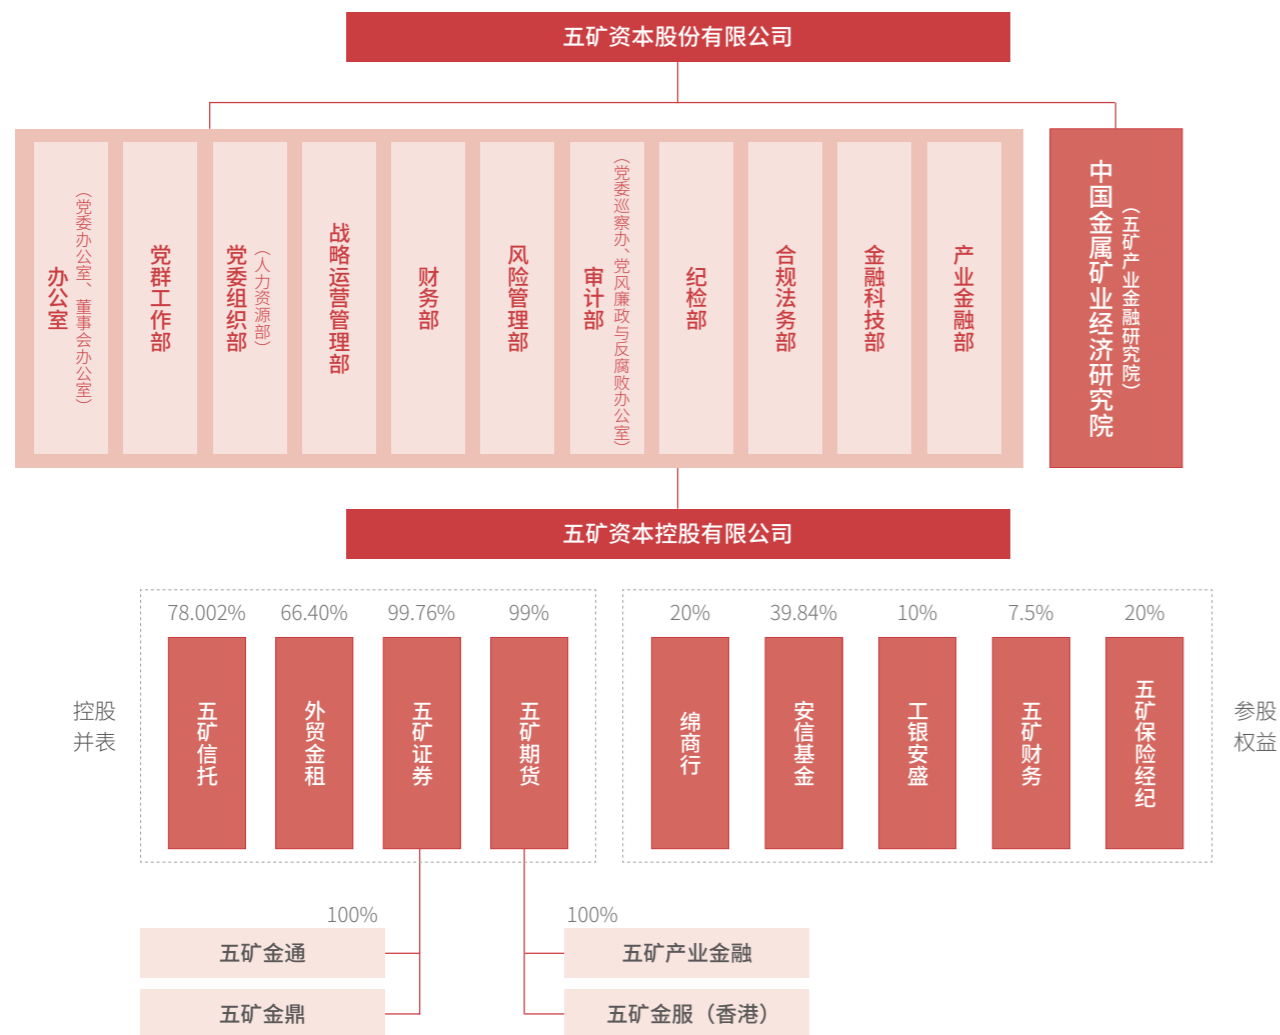 五矿资本股份有限公司
办公室
（党委办公室、董事会办公室）
党群工作部
党委组织部
（人力资源部）
战略运营管理部
财务部
风险管理部
审计部
（党委巡察办、党风廉政与反腐败办公室）
纪检部
合规法务部
金融科技部
产业金融部
中国金属矿业经济研究院
（五矿产业金融研究院）
五矿资本控股有限公司
控股
并表
78.002%
66.40%
99.76%
99%
五矿信托
外贸金租
五矿证券
五矿期货
20%
39.84%
10%
7.5%
20%
绵商行
安信基金
工银安盛
五矿财务
五矿保险经纪
参股
权益
100%
五矿金通
五矿金鼎
100%
五矿产业金融
五矿金服（香港）